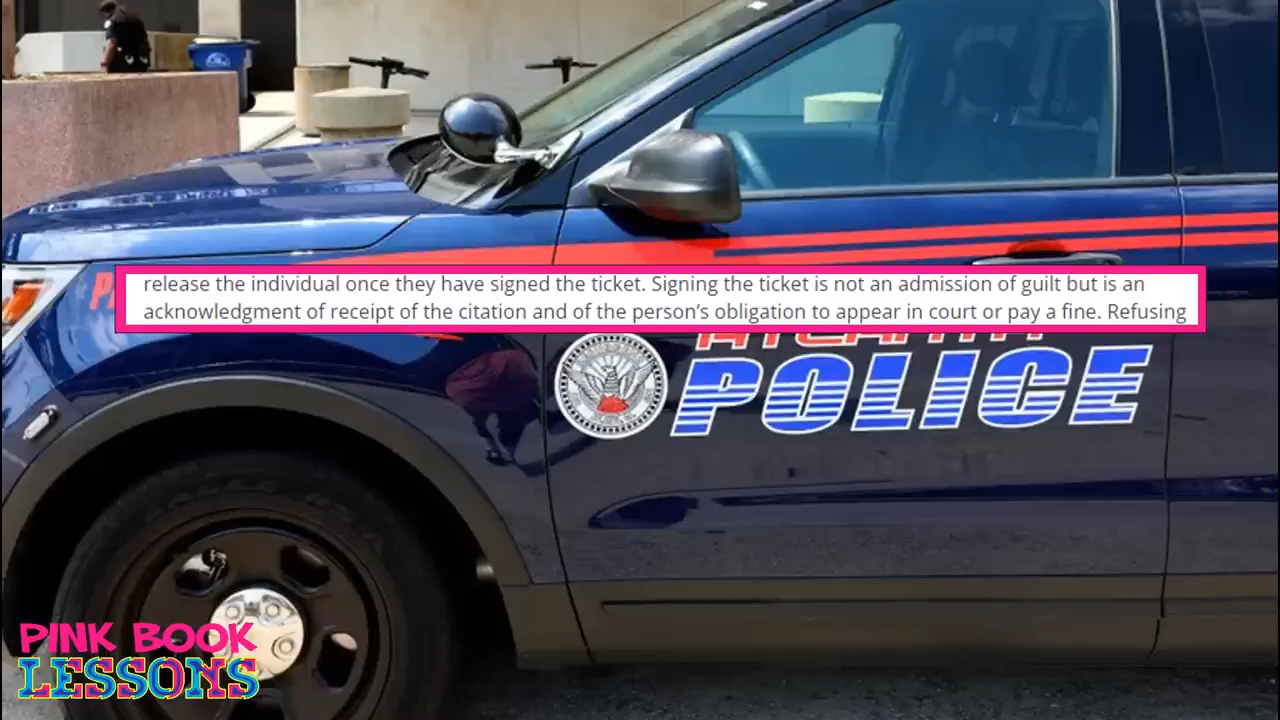 release the individual once they have signed the ticket. Signing the ticket is not an admission of guilt but is an
acknowledgment of receipt of the citation and of the person’s obligation to appear in court or pay a fine. Refusing
ATLANTA
POLICE
PINK BOOK
LESSONS